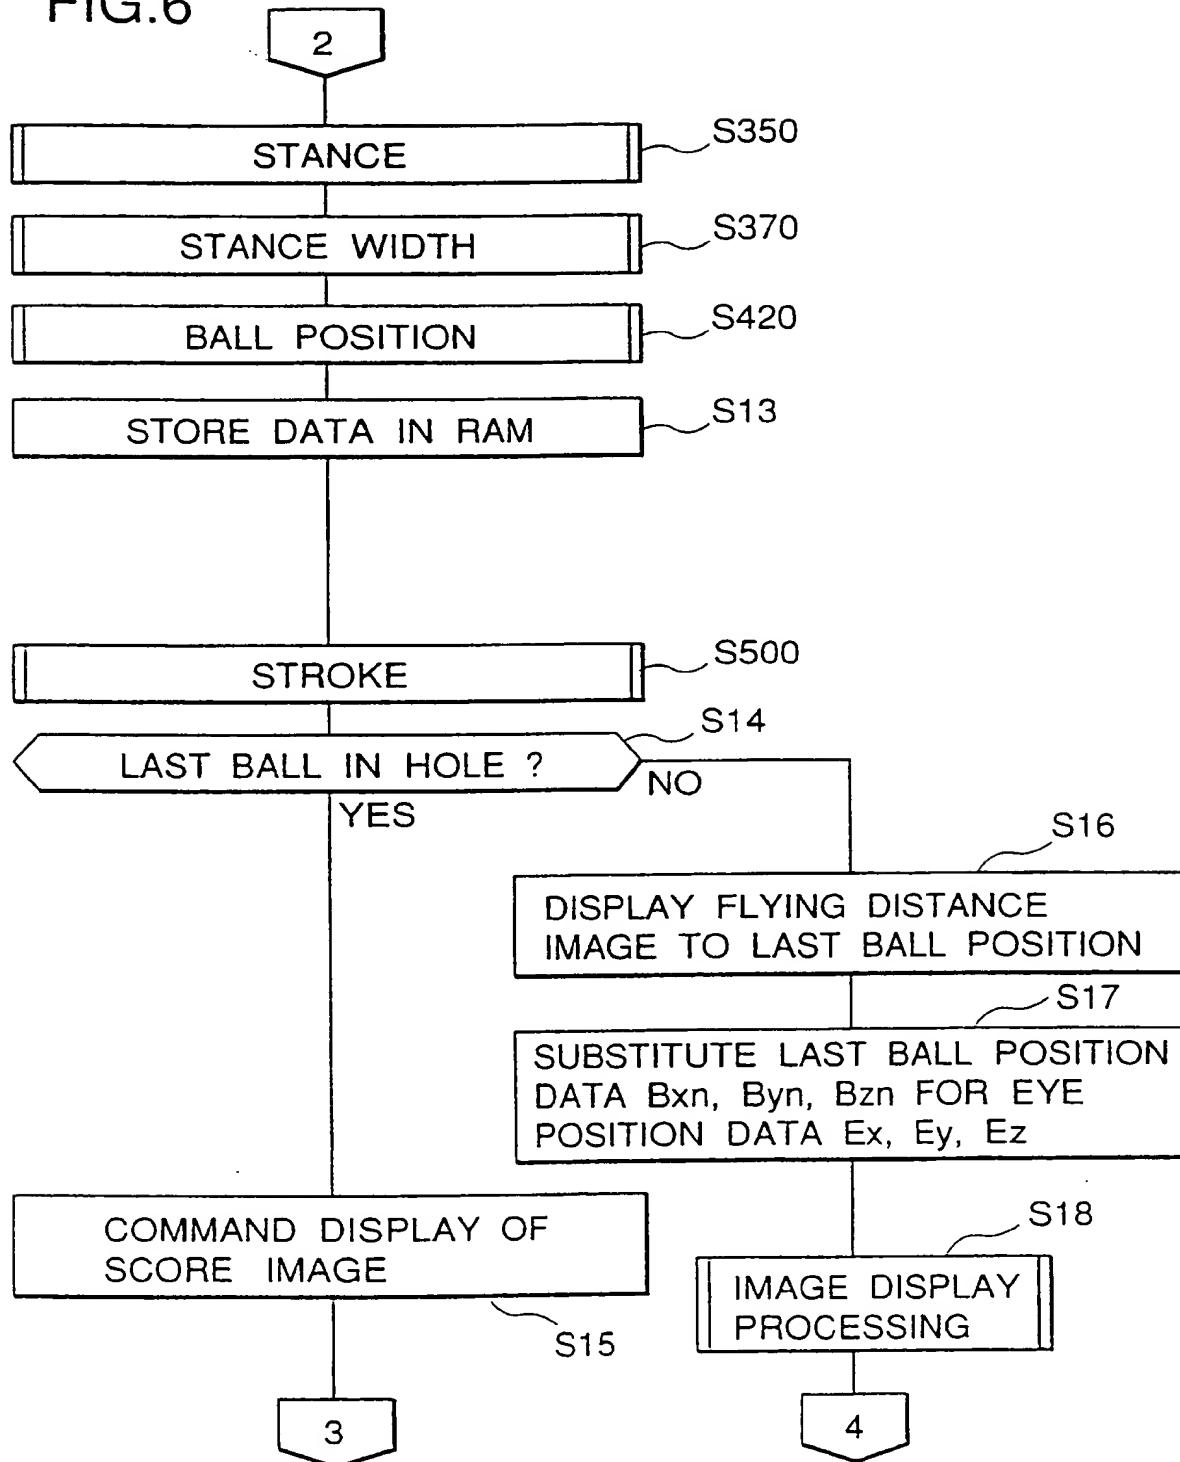 FIG.6
2
STANCE
S350
STANCE WIDTH
S370
BALL POSITION
S420
STORE DATA IN RAM
S13
STROKE
S500
LAST BALL IN HOLE ?
S14
NO
YES
S16
DISPLAY FLYING DISTANCE
IMAGE TO LAST BALL POSITION
S17
SUBSTITUTE LAST BALL POSITION
DATA Bxn, Byn, Bzn FOR EYE
POSITION DATA Ex, Ey, Ez
COMMAND DISPLAY OF
SCORE IMAGE
S15
S18
IMAGE DISPLAY
PROCESSING
3
4